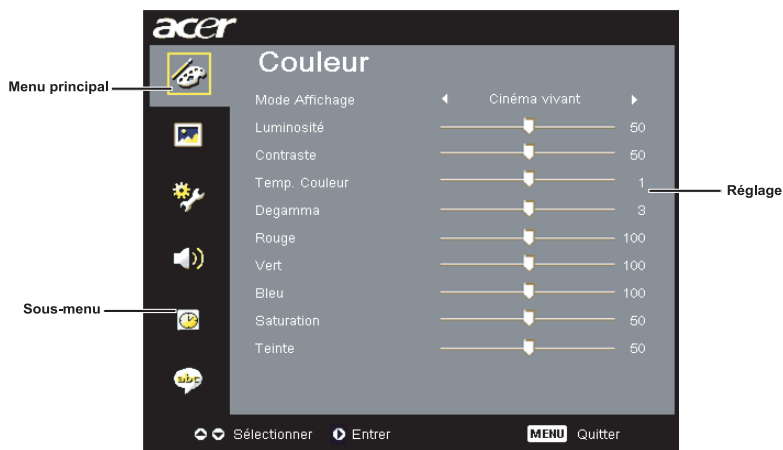 acer
Couleur
Menu principal
Mode Affichage Cinéma vivant
Luminosité 50
Contraste 50
Temp. Couleur 1
Réglage
Degamma 3
Rouge 100
Vert 100
Bleu 100
Sous-menu
Saturation 50
Teinte 50
abc
Sélectionner Entrer MENU Quitter